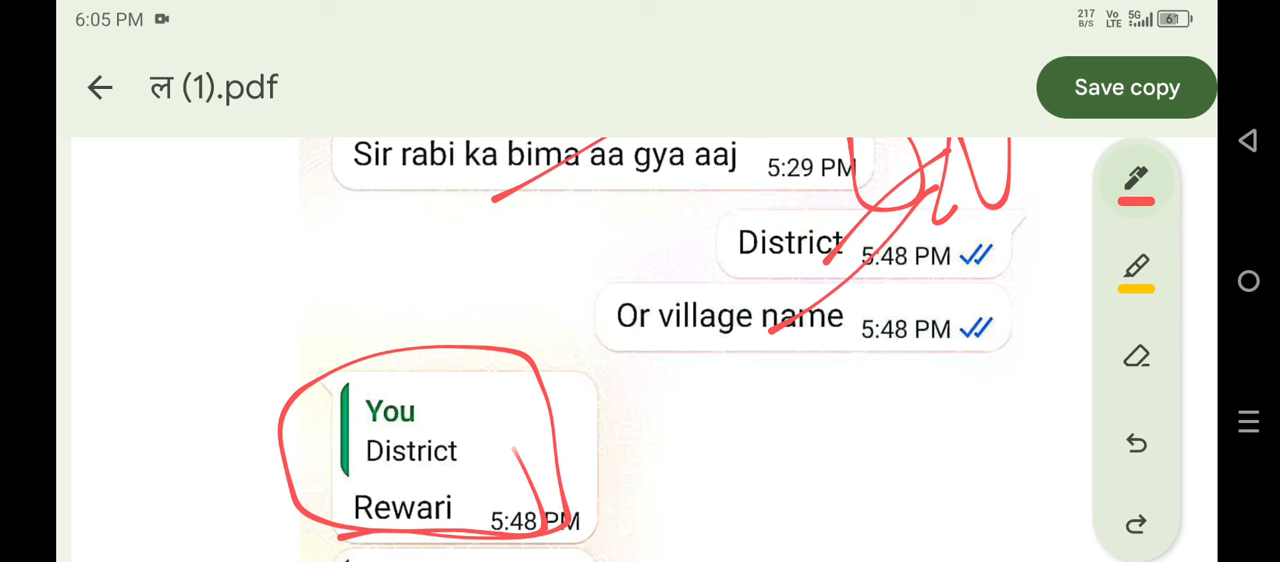 6:05 PM 217 B/S Vo LTE 5G 61
ल (1).pdf Save copy
Sir rabi ka bima aa gya aaj 5:29 PM
District 5:48 PM
Or village name 5:48 PM
You
District
Rewari 5:48 PM